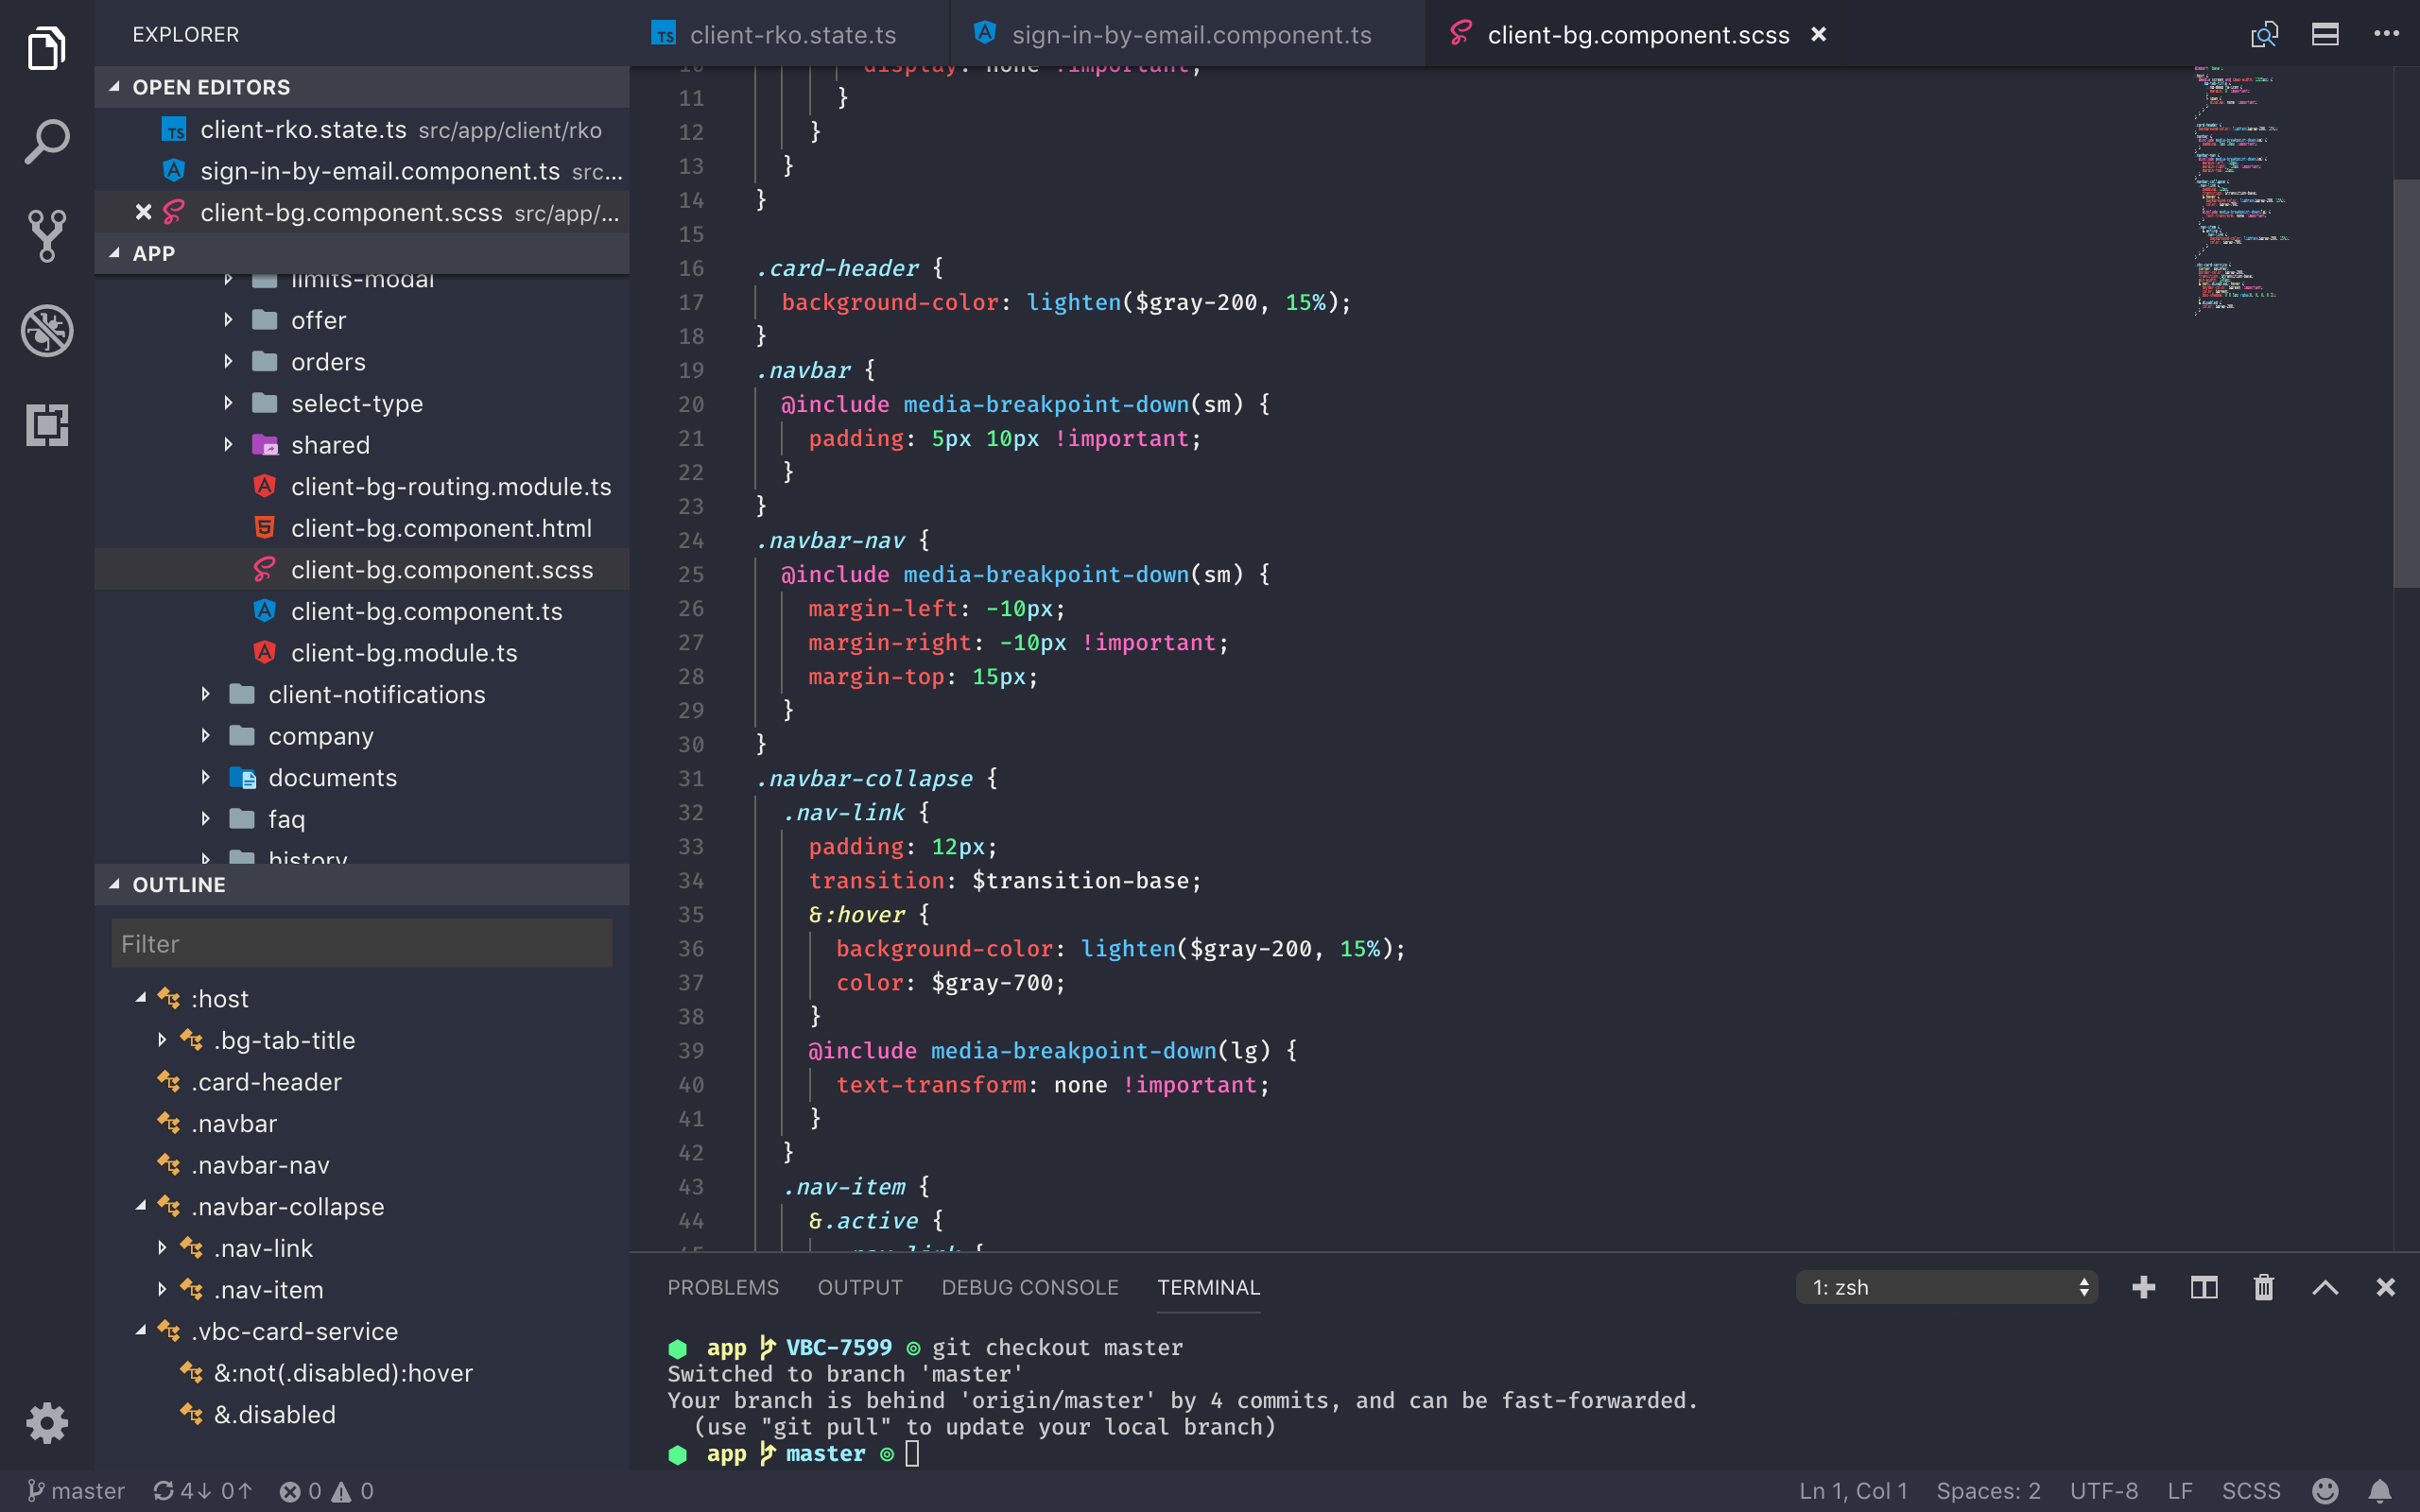 EXPLORER
OPEN EDITORS
TS client-rko.state.ts src/app/client/rko
sign-in-by-email.component.ts src...
client-bg.component.scss src/app/...
APP
limits-modal
offer
orders
select-type
shared
client-bg-routing.module.ts
client-bg.component.html
client-bg.component.scss
client-bg.component.ts
client-bg.module.ts
client-notifications
company
documents
faq
history
OUTLINE
Filter
:host
.bg-tab-title
.card-header
.navbar
.navbar-nav
.navbar-collapse
.nav-link
.nav-item
.vbc-card-service
&:not(.disabled):hover
&.disabled
TS client-rko.state.ts sign-in-by-email.component.ts client-bg.component.scss
10 display: none !important;
11 }
12 }
13 }
14 }
15
16 .card-header {
17 background-color: lighten($gray-200, 15%);
18 }
19 .navbar {
20 @include media-breakpoint-down(sm) {
21 padding: 5px 10px !important;
22 }
23 }
24 .navbar-nav {
25 @include media-breakpoint-down(sm) {
26 margin-left: -10px;
27 margin-right: -10px !important;
28 margin-top: 15px;
29 }
30 }
31 .navbar-collapse {
32 .nav-link {
33 padding: 12px;
34 transition: $transition-base;
35 &:hover {
36 background-color: lighten($gray-200, 15%);
37 color: $gray-700;
38 }
39 @include media-breakpoint-down(lg) {
40 text-transform: none !important;
41 }
42 }
43 .nav-item {
44 &.active {
45 .nav-link {
PROBLEMS OUTPUT DEBUG CONSOLE TERMINAL 1: zsh
app VBC-7599 git checkout master
Switched to branch 'master'
Your branch is behind 'origin/master' by 4 commits, and can be fast-forwarded.
(use "git pull" to update your local branch)
app master
master 4↓ 0↑ 0 0 Ln 1, Col 1 Spaces: 2 UTF-8 LF SCSS